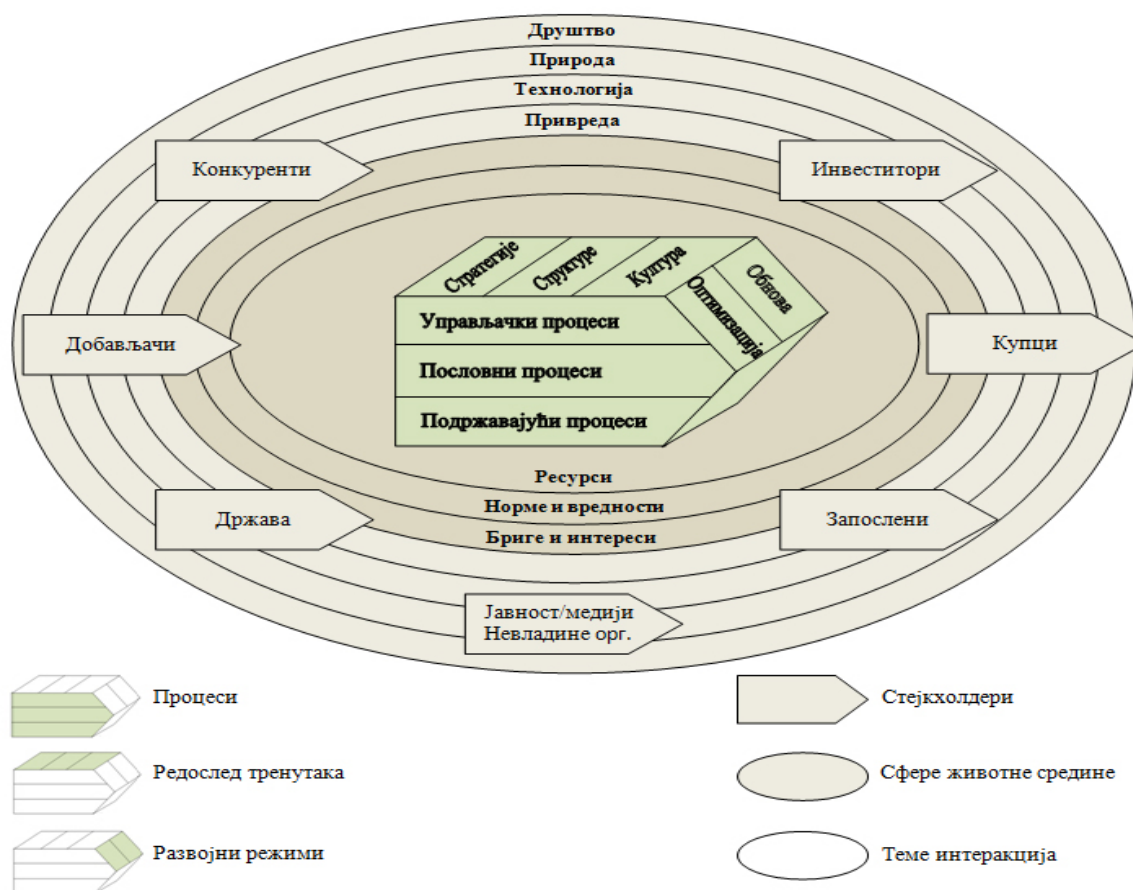 Друштво
Природа
Технологија
Привреда
Конкуренти
Инвеститори
Стратегије
Структуре
Култура
Обнова
Оптимизација
Управљачки процеси
Добављачи
Купци
Пословни процеси
Подржавајући процеси
Ресурси
Норме и вредности
Држава
Запослени
Бриге и интереси
Јавност/медији
Невладине орг.
Процеси
Стејкхолдери
Редослед тренутака
Сфере животне средине
Развојни режими
Теме интеракција